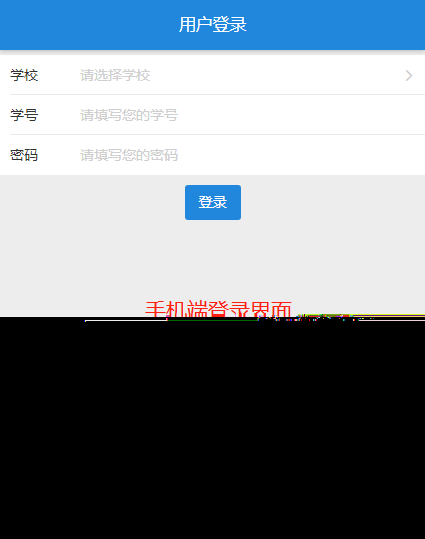 用户登录
学校 请选择学校
学号 请填写您的学号
密码 请填写您的密码
登录
手机端登录界面